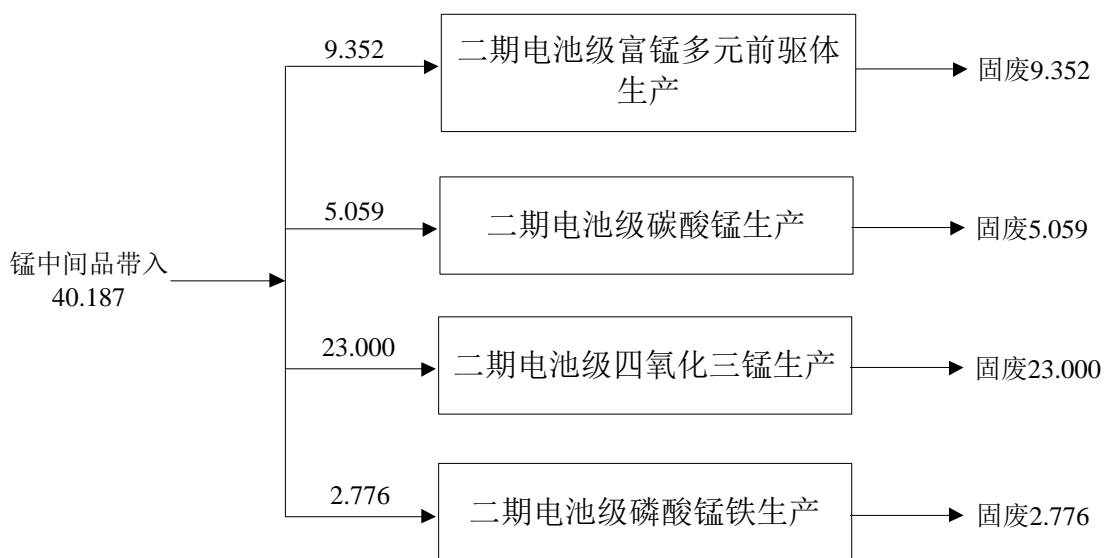 9.352
二期电池级富锰多元前驱体
生产
固废9.352
5.059
二期电池级碳酸锰生产
固废5.059
锰中间品带入
40.187
23.000
二期电池级四氧化三锰生产
固废23.000
2.776
二期电池级磷酸锰铁生产
固废2.776